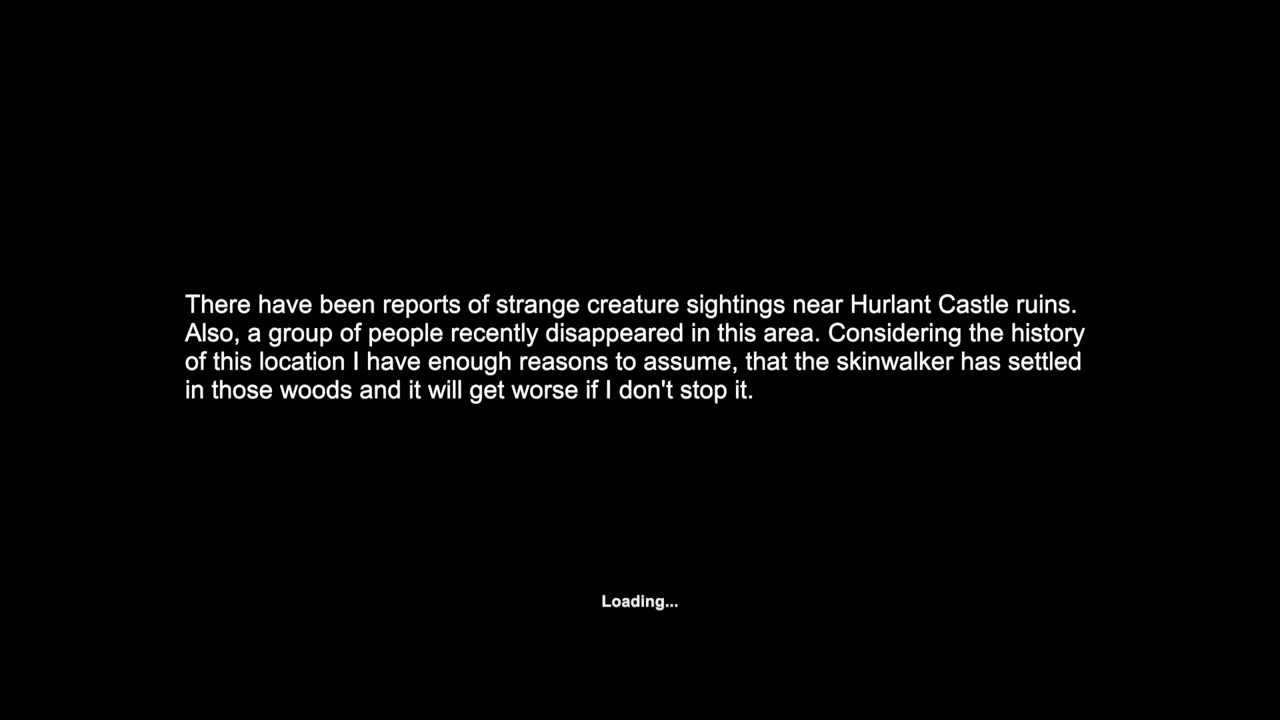 There have been reports of strange creature sightings near Hurlant Castle ruins.
Also, a group of people recently disappeared in this area. Considering the history
of this location I have enough reasons to assume, that the skinwalker has settled
in those woods and it will get worse if I don't stop it.
Loading...